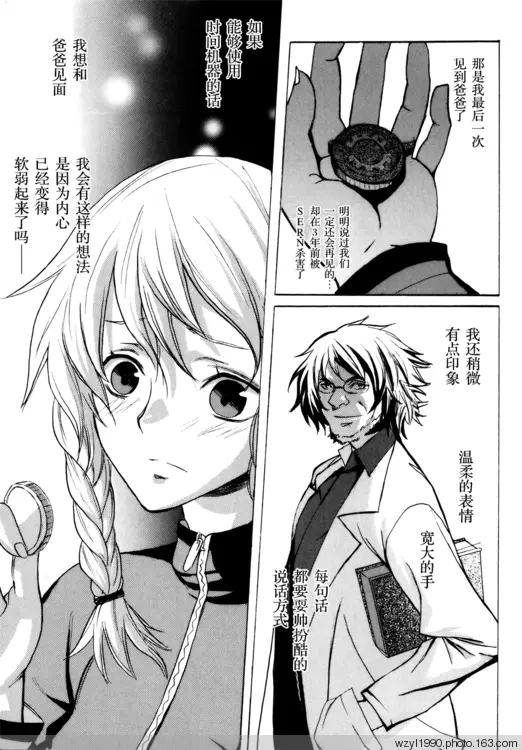 那是我最后一次
见到爸爸了
明明说过我们
一定还会再见的…
却在3年前被
SERN杀害了
我还稍微
有点印象
温柔的表情
宽大的手
每句话
都要耍帅扮酷的
说话方式
如果
能够使用
时间机器的话
我想和
爸爸见面
我会有这样的想法
是因为内心
已经变得
软弱起来了吗——
wzyl1990.photo.163.com